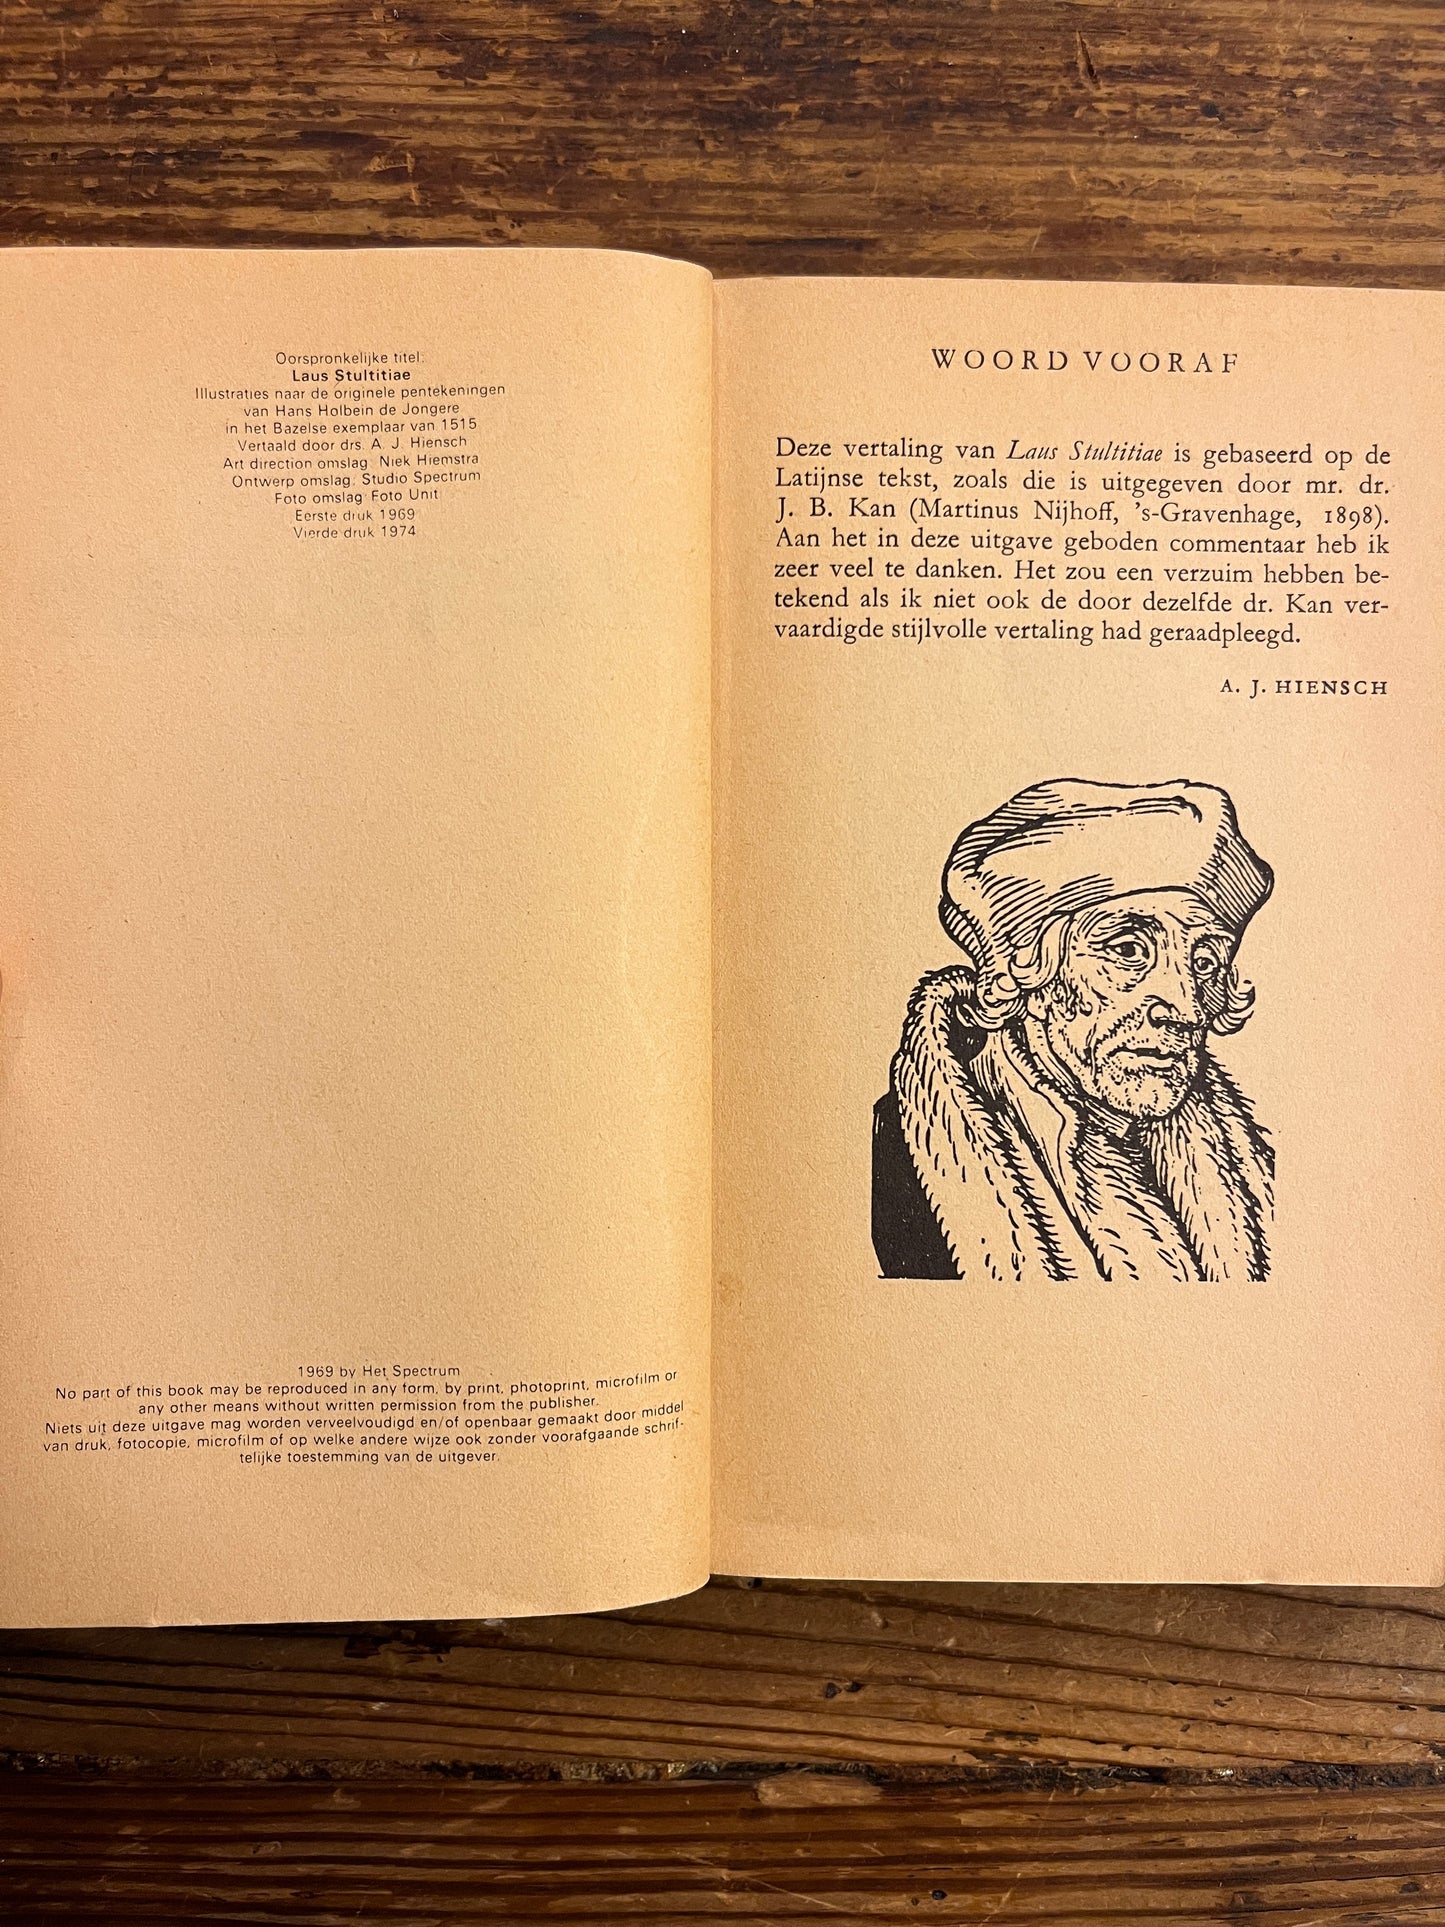 Oorspronkelijke titel:
Laus Stultitiae
Illustraties naar de originele pentekeningen
van Hans Holbein de Jongere
in het Bazelse exemplaar van 1515
Vertaald door drs. A. J. Hiensch
Art direction omslag: Niek Hiemstra
Ontwerp omslag: Studio Spectrum
Foto omslag: Foto Unit
Eerste druk 1969
Vierde druk 1974
1969 by Het Spectrum
No part of this book may be reproduced in any form, by print, photoprint, microfilm or
any other means without written permission from the publisher.
Niets uit deze uitgave mag worden verveelvoudigd en/of openbaar gemaakt door middel
van druk, fotocopie, microfilm of op welke andere wijze ook zonder voorafgaande schrif-
telijke toestemming van de uitgever.
WOORD VOORAF
Deze vertaling van Laus Stultitiae is gebaseerd op de
Latijnse tekst, zoals die is uitgegeven door mr. dr.
J. B. Kan (Martinus Nijhoff, 's-Gravenhage, 1898).
Aan het in deze uitgave geboden commentaar heb ik
zeer veel te danken. Het zou een verzuim hebben be-
tekend als ik niet ook de door dezelfde dr. Kan ver-
vaardigde stijlvolle vertaling had geraadpleegd.
A. J. HIENSCH